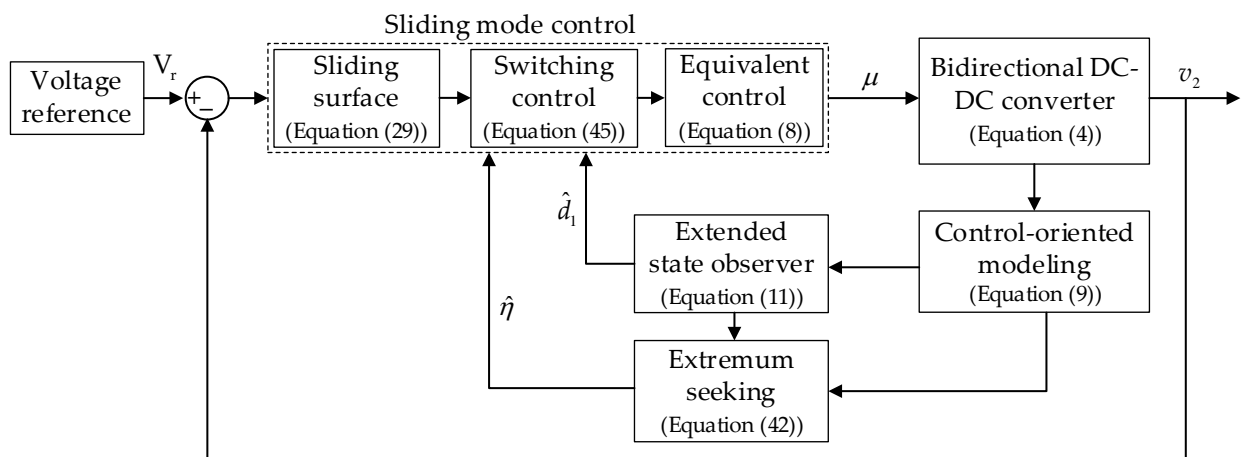 Sliding mode control
Voltage
reference
V_r
+
−
Sliding
surface
(Equation (29))
Switching
control
(Equation (45))
Equivalent
control
(Equation (8))
μ
Bidirectional DC-
DC converter
(Equation (4))
v_2
d̂_1
Extended
state observer
(Equation (11))
Control-oriented
modeling
(Equation (9))
η̂
Extremum
seeking
(Equation (42))